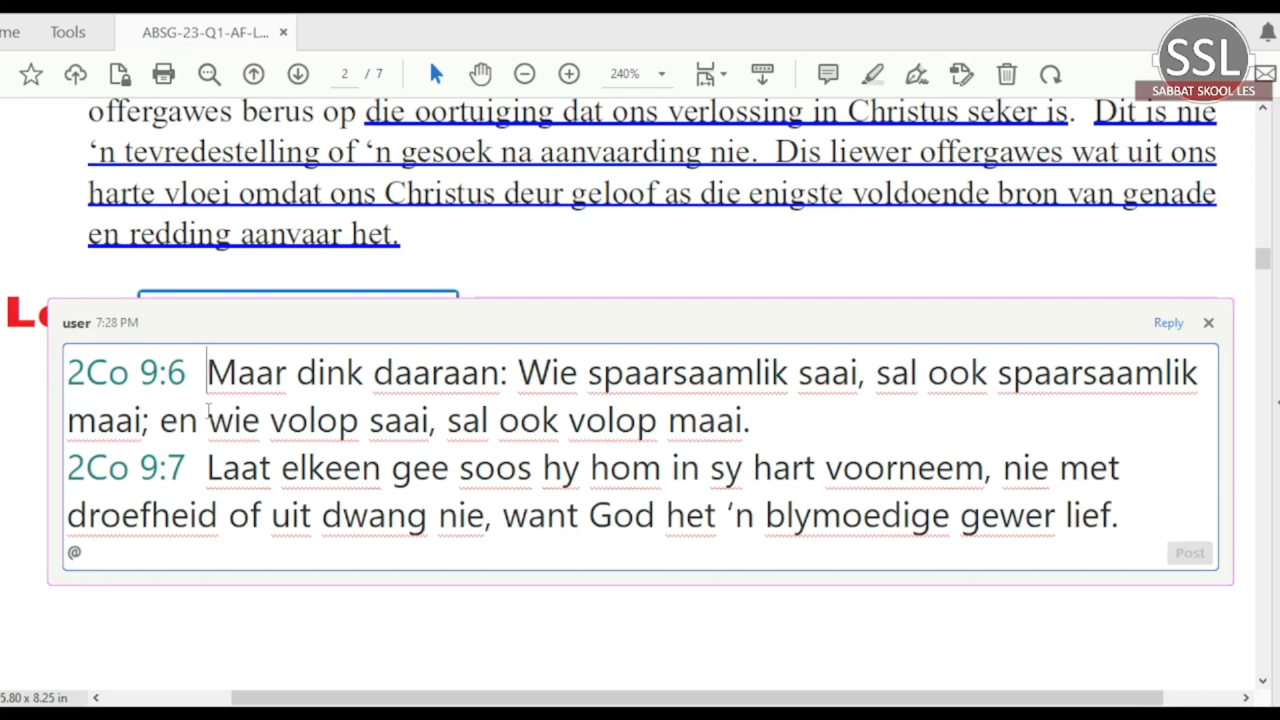 me Tools ABSG-23-Q1-AF-L... ×
SSL
SABBAT SKOOL LES
2 / 7 240%
offergawes berus op die oortuiging dat ons verlossing in Christus seker is. Dit is nie
‘n tevredestelling of ‘n gesoek na aanvaarding nie. Dis liewer offergawes wat uit ons
harte vloei omdat ons Christus deur geloof as die enigste voldoende bron van genade
en redding aanvaar het.
user 7:28 PM Reply ×
2Co 9:6 Maar dink daaraan: Wie spaarsaamlik saai, sal ook spaarsaamlik
maai; en wie volop saai, sal ook volop maai.
2Co 9:7 Laat elkeen gee soos hy hom in sy hart voorneem, nie met
droefheid of uit dwang nie, want God het ‘n blymoedige gewer lief.
@ Post
5.80 x 8.25 in